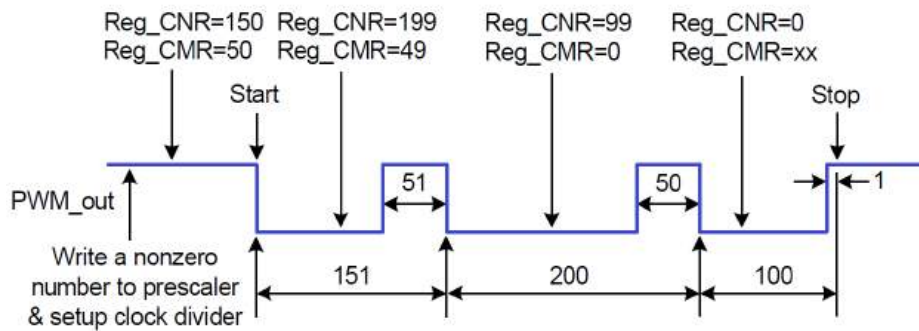 Reg_CNR=150
Reg_CMR=50
Reg_CNR=199
Reg_CMR=49
Reg_CNR=99
Reg_CMR=0
Reg_CNR=0
Reg_CMR=xx
Start
Stop
PWM_out
51
50
1
Write a nonzero
number to prescaler
& setup clock divider
151
200
100